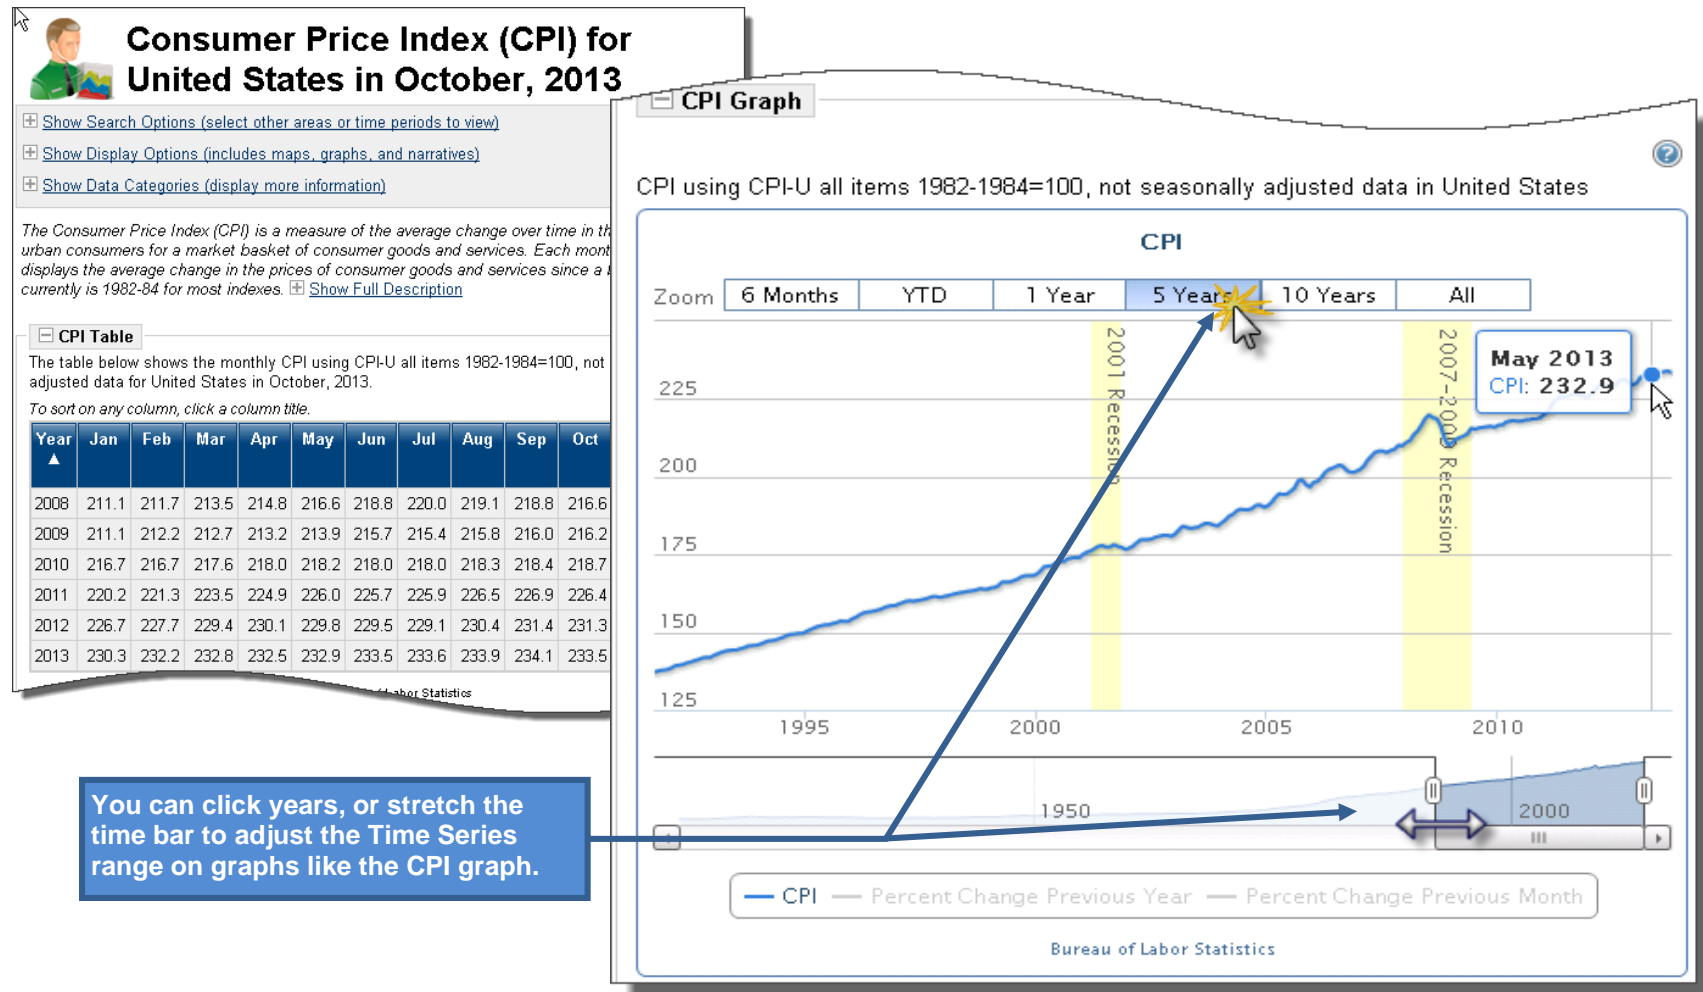 Consumer Price Index (CPI) for
United States in October, 2013
Show Search Options (select other areas or time periods to view)
Show Display Options (includes maps, graphs, and narratives)
Show Data Categories (display more information)
The Consumer Price Index (CPI) is a measure of the average change over time in th
urban consumers for a market basket of consumer goods and services. Each mont
displays the average change in the prices of consumer goods and services since a
currently is 1982-84 for most indexes. Show Full Description
CPI Table
The table below shows the monthly CPI using CPI-U all items 1982-1984=100, not
adjusted data for United States in October, 2013.
To sort on any column, click a column title.
Year Jan Feb Mar Apr May Jun Jul Aug Sep Oct
2008 211.1 211.7 213.5 214.8 216.6 218.8 220.0 219.1 218.8 216.6
2009 211.1 212.2 212.7 213.2 213.9 215.7 215.4 215.8 216.0 216.2
2010 216.7 216.7 217.6 218.0 218.2 218.0 218.0 218.3 218.4 218.7
2011 220.2 221.3 223.5 224.9 226.0 225.7 225.9 226.5 226.9 226.4
2012 226.7 227.7 229.4 230.1 229.8 229.5 229.1 230.4 231.4 231.3
2013 230.3 232.2 232.8 232.5 232.9 233.5 233.6 233.9 234.1 233.5
Labor Statistics
CPI Graph
CPI using CPI-U all items 1982-1984=100, not seasonally adjusted data in United States
CPI
Zoom 6 Months YTD 1 Year 5 Years 10 Years All
2001 Recession
2007-2009 Recession
May 2013
CPI: 232.9
225
200
175
150
125
1995 2000 2005 2010
1950 2000
CPI Percent Change Previous Year Percent Change Previous Month
Bureau of Labor Statistics
You can click years, or stretch the
time bar to adjust the Time Series
range on graphs like the CPI graph.